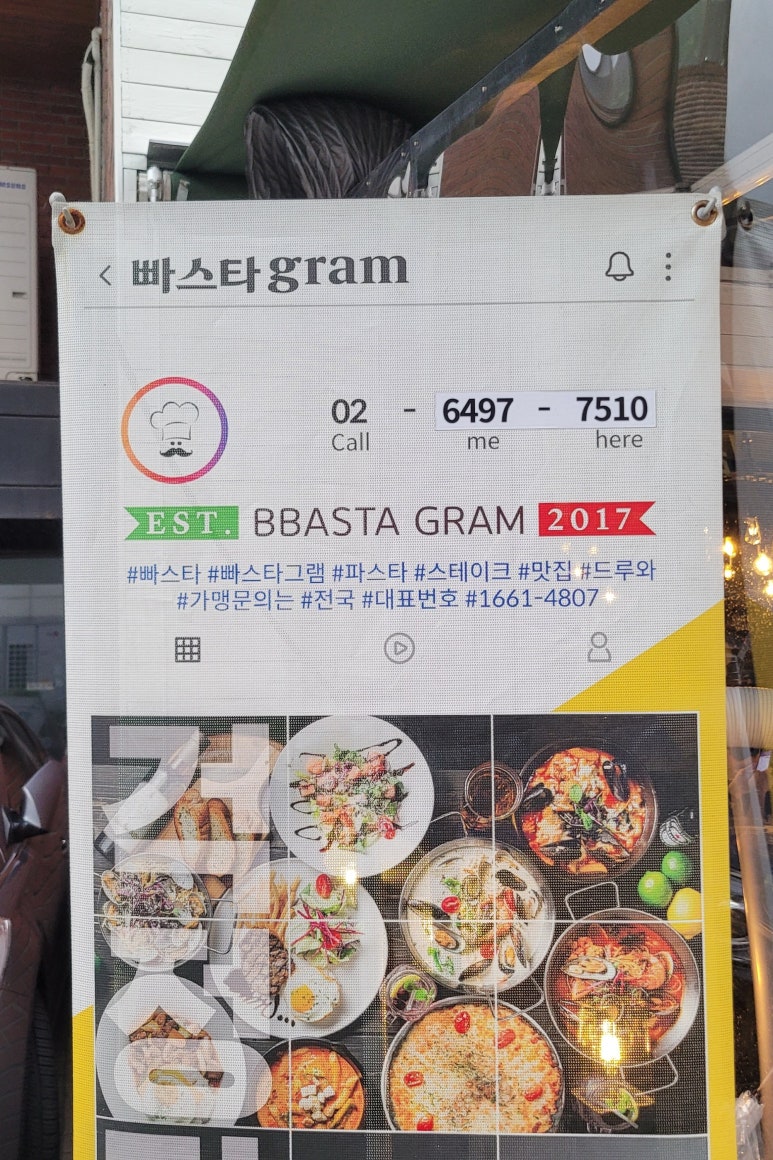 빠스타gram
02 - 6497 - 7510
Call me here
EST. BBASTA GRAM 2017
#빠스타 #빠스타그램 #파스타 #스테이크 #맛집 #드루와
#가맹문의는 #전국 #대표번호 #1661-4807